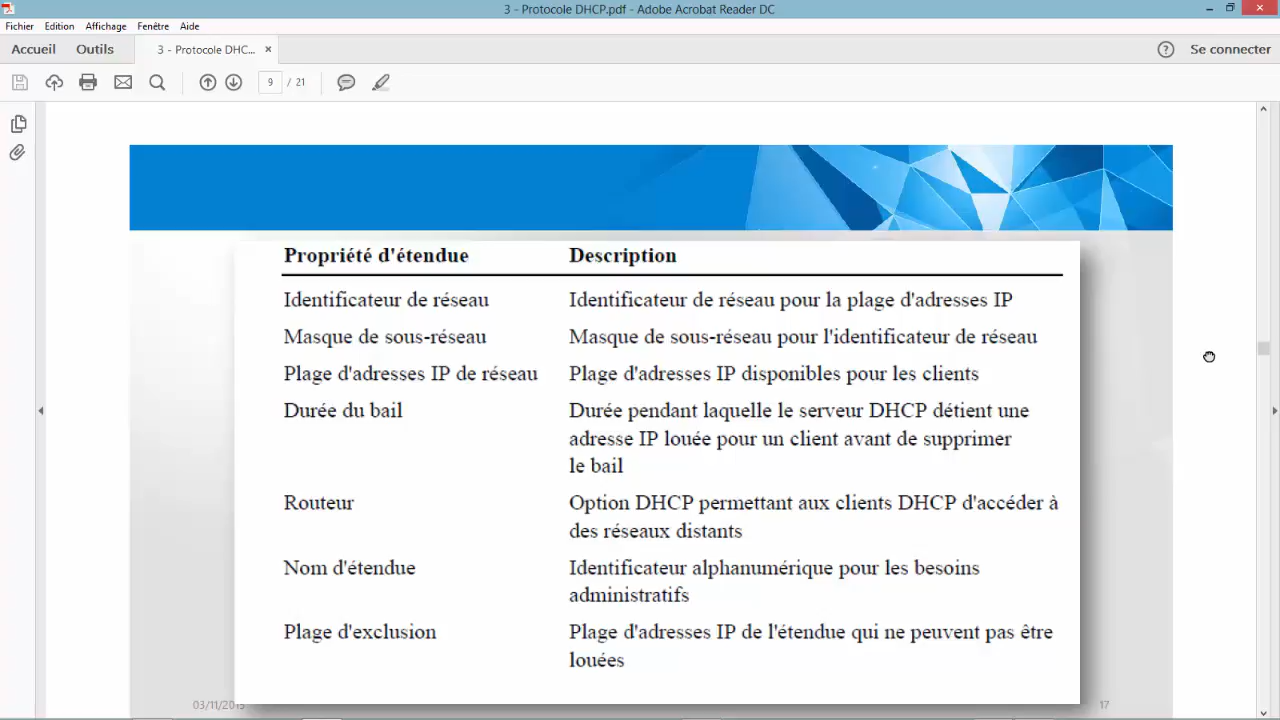 3 - Protocole DHCP.pdf - Adobe Acrobat Reader DC
Fichier Edition Affichage Fenêtre Aide
Accueil Outils 3 - Protocole DHC... × Se connecter
9 / 21
Propriété d'étendue Description
Identificateur de réseau Identificateur de réseau pour la plage d'adresses IP
Masque de sous-réseau Masque de sous-réseau pour l'identificateur de réseau
Plage d'adresses IP de réseau Plage d'adresses IP disponibles pour les clients
Durée du bail Durée pendant laquelle le serveur DHCP détient une
adresse IP louée pour un client avant de supprimer
le bail
Routeur Option DHCP permettant aux clients DHCP d'accéder à
des réseaux distants
Nom d'étendue Identificateur alphanumérique pour les besoins
administratifs
Plage d'exclusion Plage d'adresses IP de l'étendue qui ne peuvent pas être
louées
17